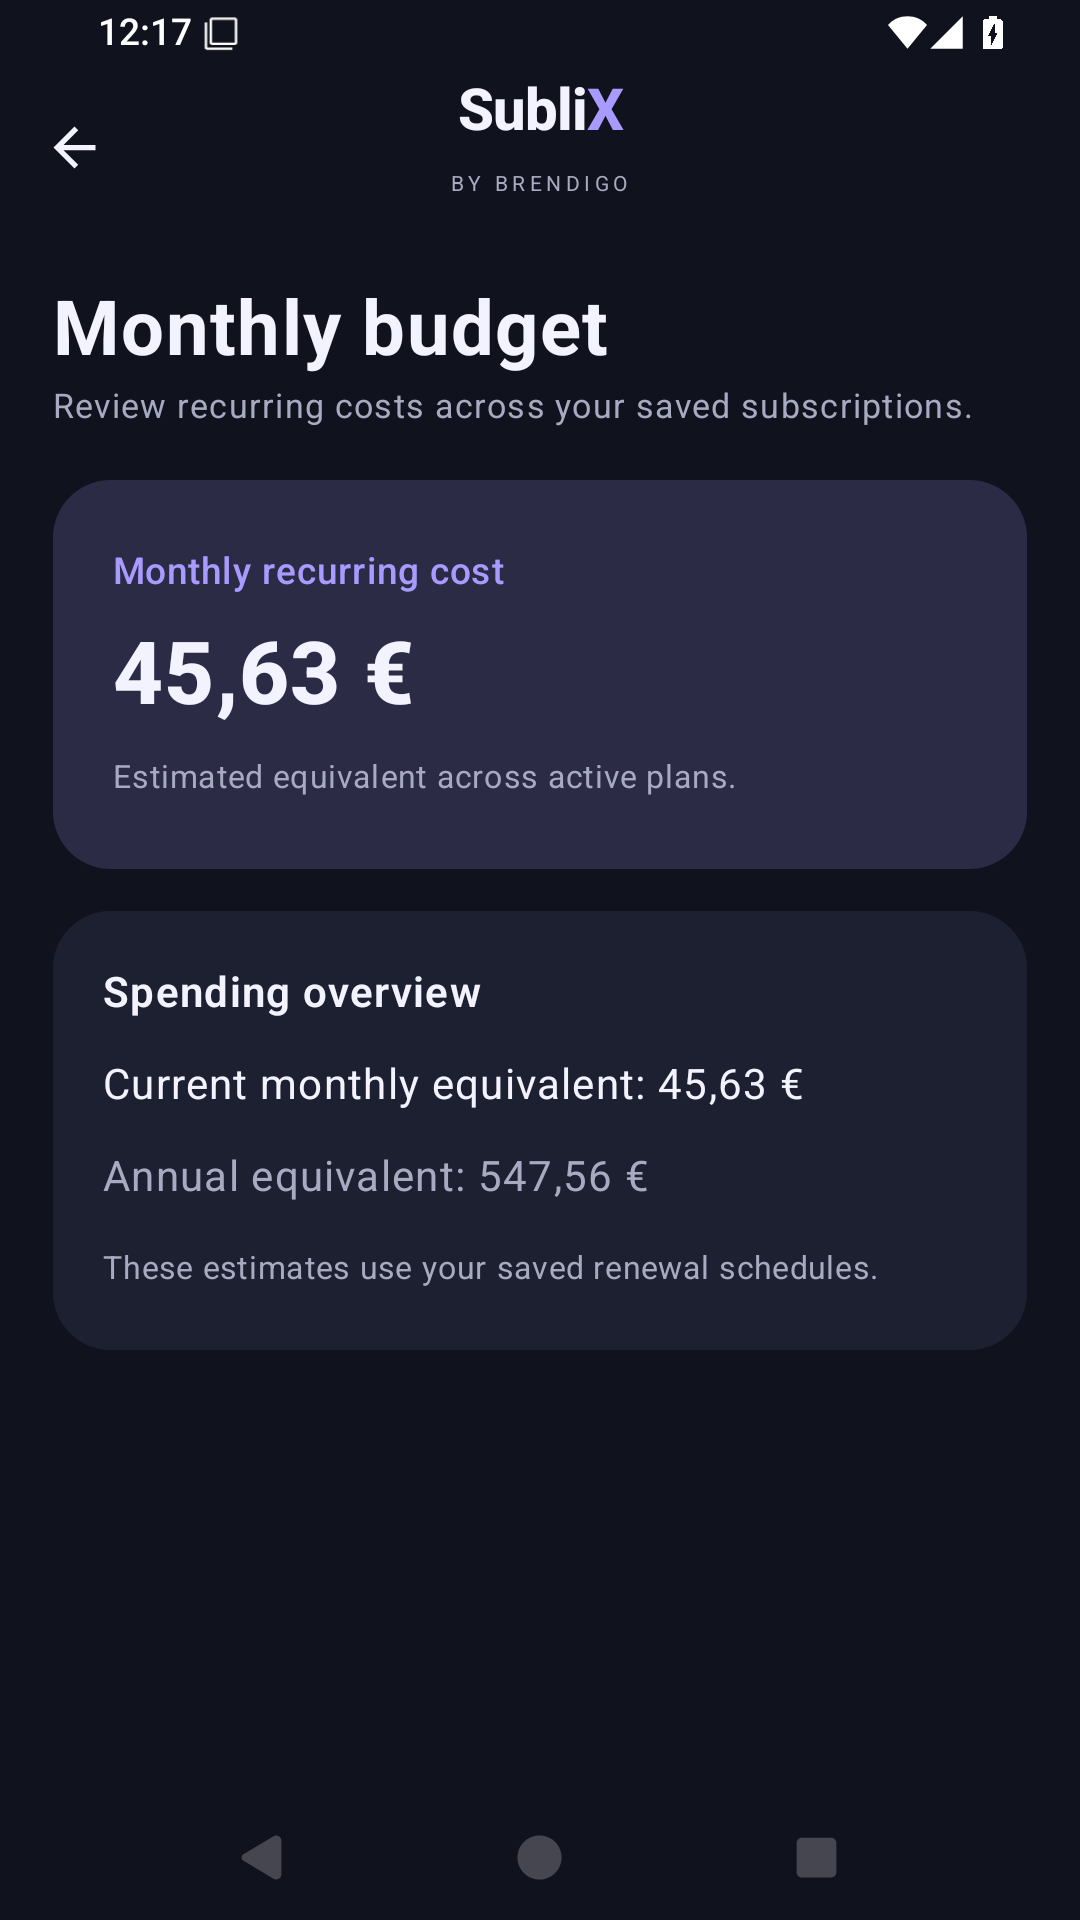 12:17
SubliX
BY BRENDIGO
Monthly budget
Review recurring costs across your saved subscriptions.
Monthly recurring cost
45,63 €
Estimated equivalent across active plans.
Spending overview
Current monthly equivalent: 45,63 €
Annual equivalent: 547,56 €
These estimates use your saved renewal schedules.